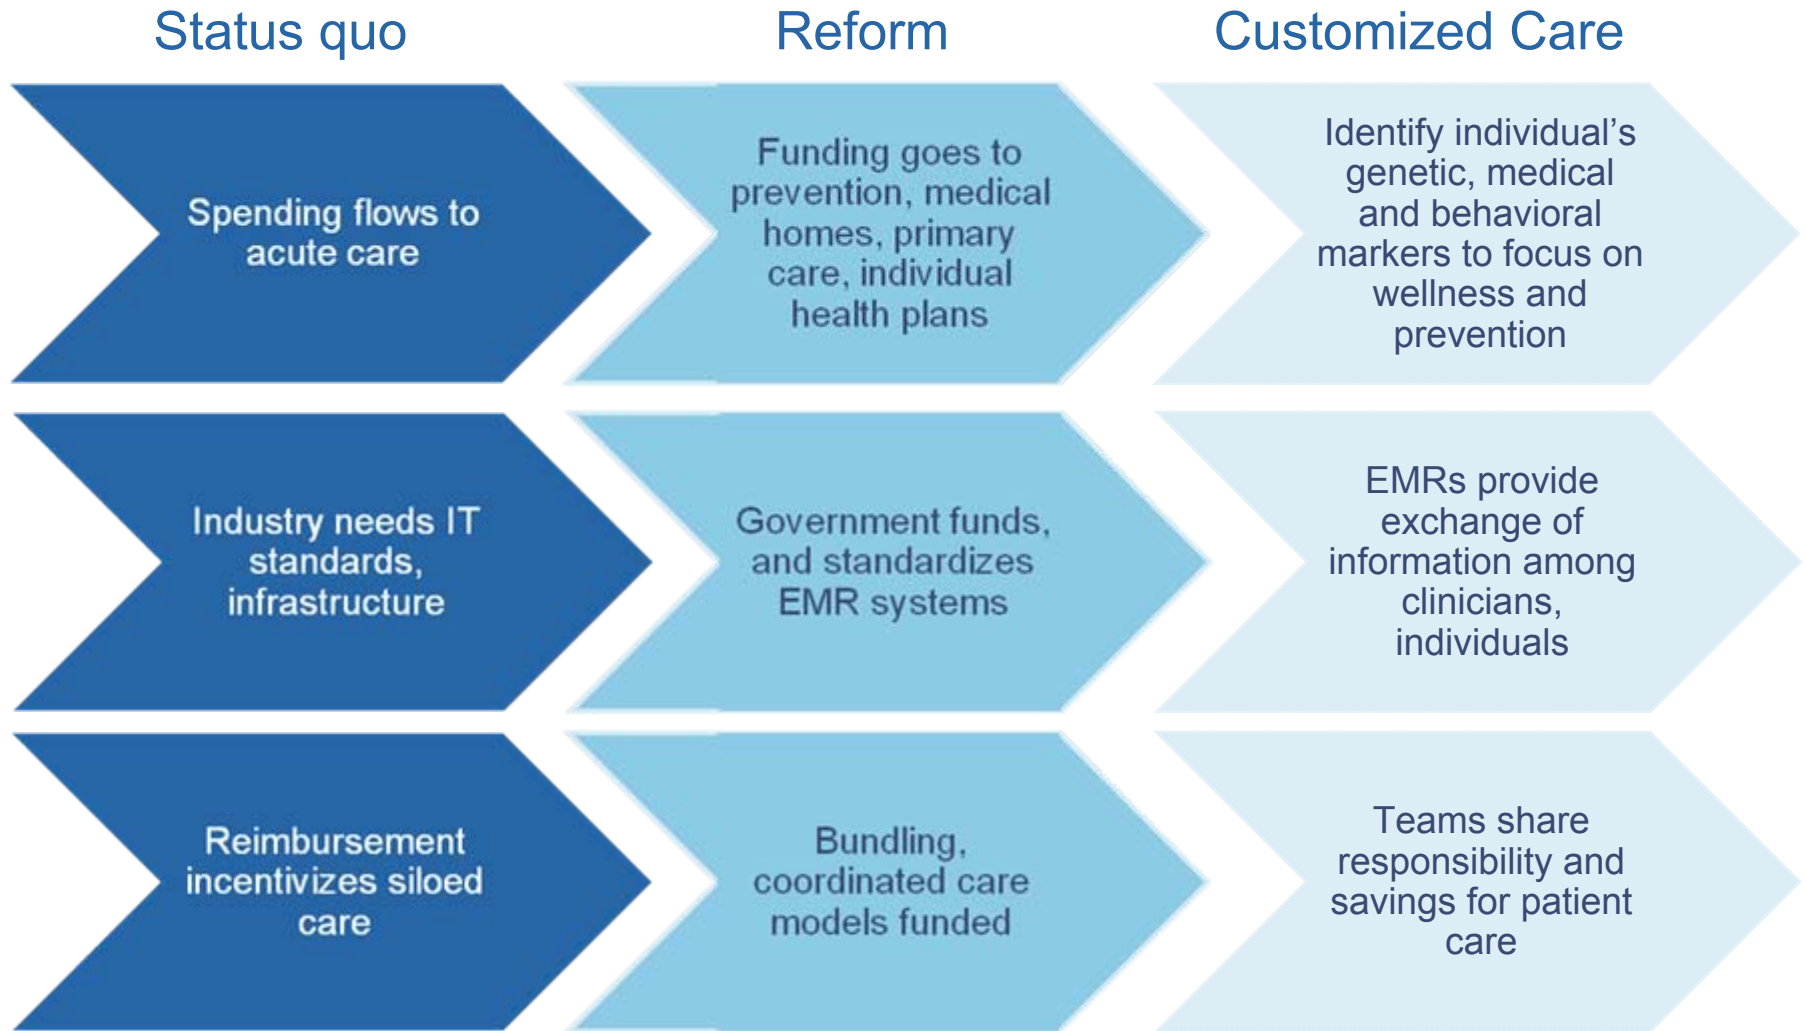 Status quo
Reform
Customized Care
Spending flows to
acute care
Funding goes to
prevention, medical
homes, primary
care, individual
health plans
Identify individual’s
genetic, medical
and behavioral
markers to focus on
wellness and
prevention
Industry needs IT
standards,
infrastructure
Government funds,
and standardizes
EMR systems
EMRs provide
exchange of
information among
clinicians,
individuals
Reimbursement
incentivizes siloed
care
Bundling,
coordinated care
models funded
Teams share
responsibility and
savings for patient
care